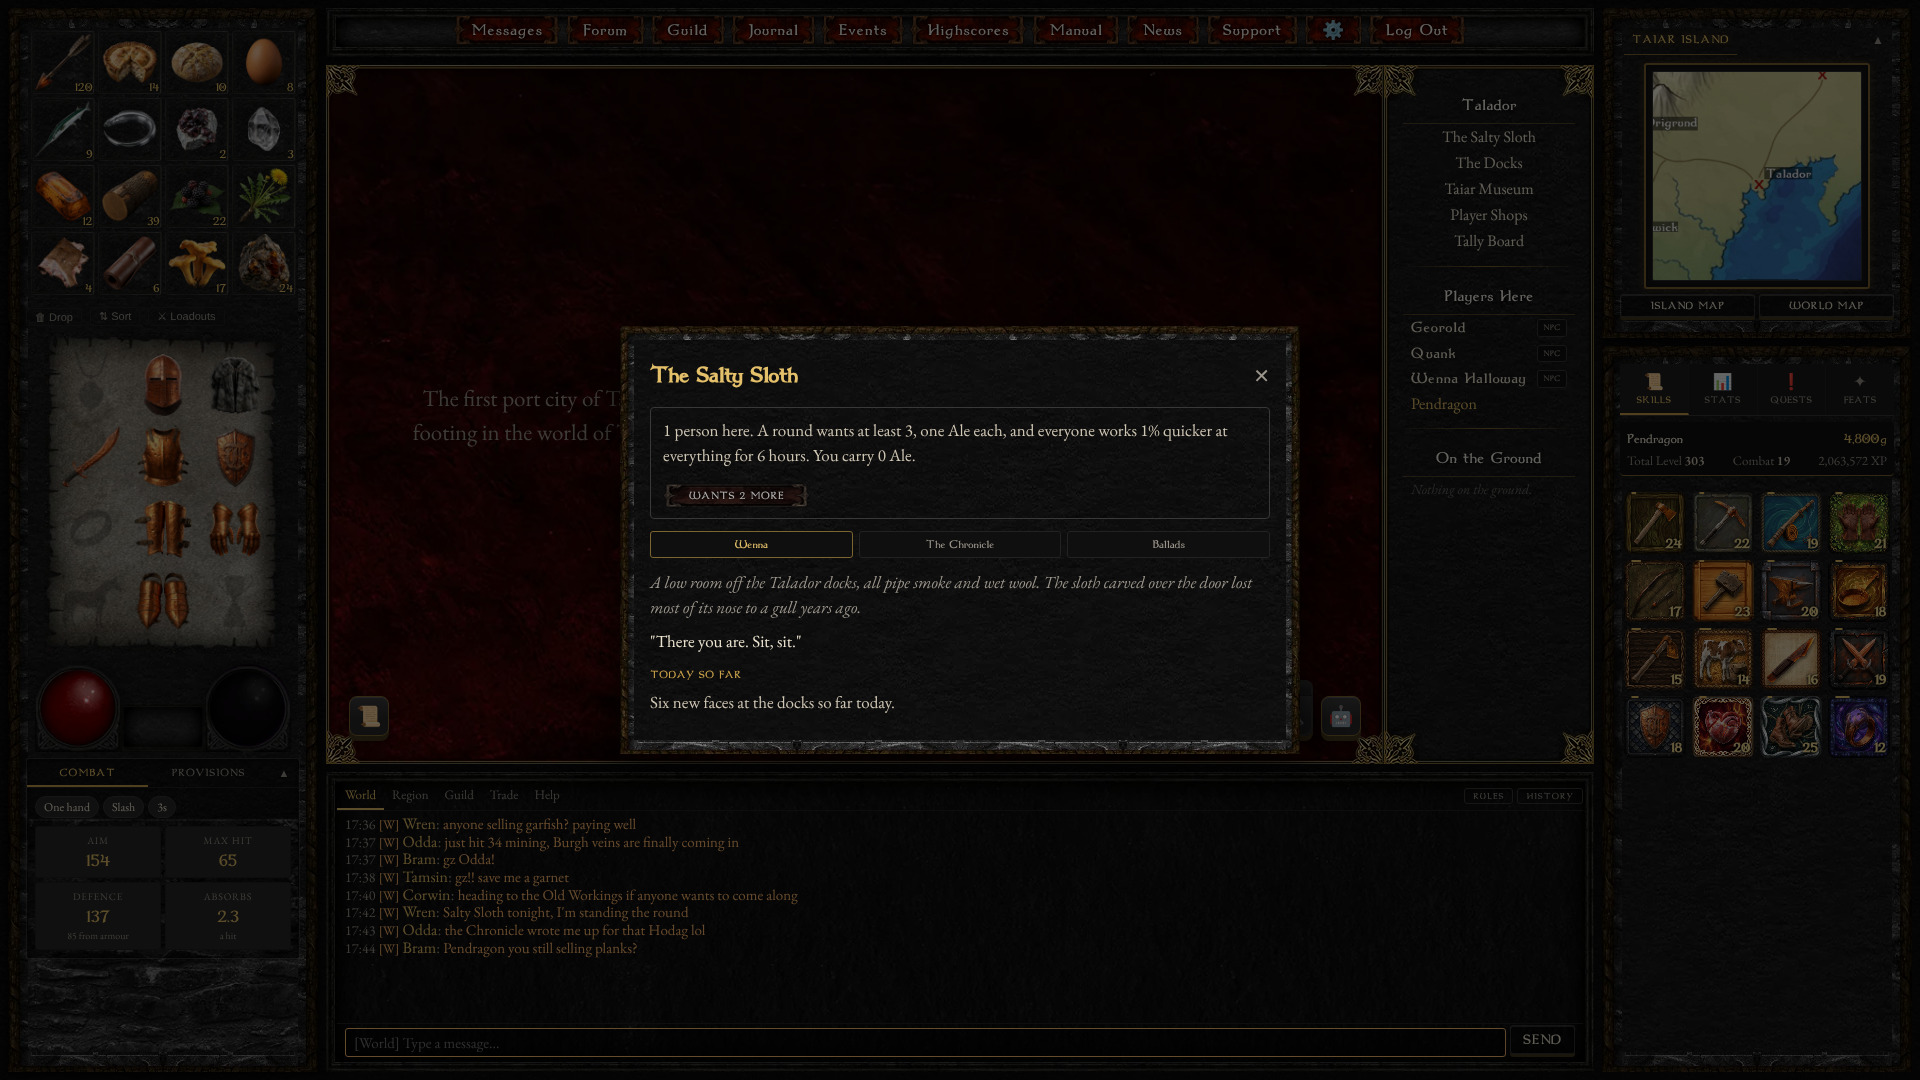 Messages
Forum
Guild
Journal
Events
Highscores
Manual
News
Support
Log Out
120
14
10
8
9
2
3
12
39
22
4
6
17
24
Drop
Sort
Loadouts
COMBAT
PROVISIONS
One hand
Slash
3s
AIM
154
MAX HIT
65
DEFENCE
137
85 from armour
ABSORBS
2.3
a hit
The first port city of T
footing in the world of
The Salty Sloth
1 person here. A round wants at least 3, one Ale each, and everyone works 1% quicker at
everything for 6 hours. You carry 0 Ale.
WANTS 2 MORE
Wenna
The Chronicle
Ballads
A low room off the Talador docks, all pipe smoke and wet wool. The sloth carved over the door lost
most of its nose to a gull years ago.
"There you are. Sit, sit."
TODAY SO FAR
Six new faces at the docks so far today.
World
Region
Guild
Trade
Help
RULES
HISTORY
17:36 [W] Wren: anyone selling garfish? paying well
17:37 [W] Odda: just hit 34 mining, Burgh veins are finally coming in
17:37 [W] Bram: gz Odda!
17:38 [W] Tamsin: gz!! save me a garnet
17:40 [W] Corwin: heading to the Old Workings if anyone wants to come along
17:42 [W] Wren: Salty Sloth tonight, I'm standing the round
17:43 [W] Odda: the Chronicle wrote me up for that Hodag lol
17:44 [W] Bram: Pendragon you still selling planks?
[World] Type a message...
SEND
Talador
The Salty Sloth
The Docks
Taiar Museum
Player Shops
Tally Board
Players Here
Georold
NPC
Quank
NPC
Wenna Halloway
NPC
Pendragon
On the Ground
Nothing on the ground.
TAIAR ISLAND
Origrund
Talador
wick
ISLAND MAP
WORLD MAP
SKILLS
STATS
QUESTS
FEATS
Pendragon
4,800g
Total Level 303
Combat 19
2,063,572 XP
24
22
19
21
17
23
20
18
15
14
16
19
18
20
25
12